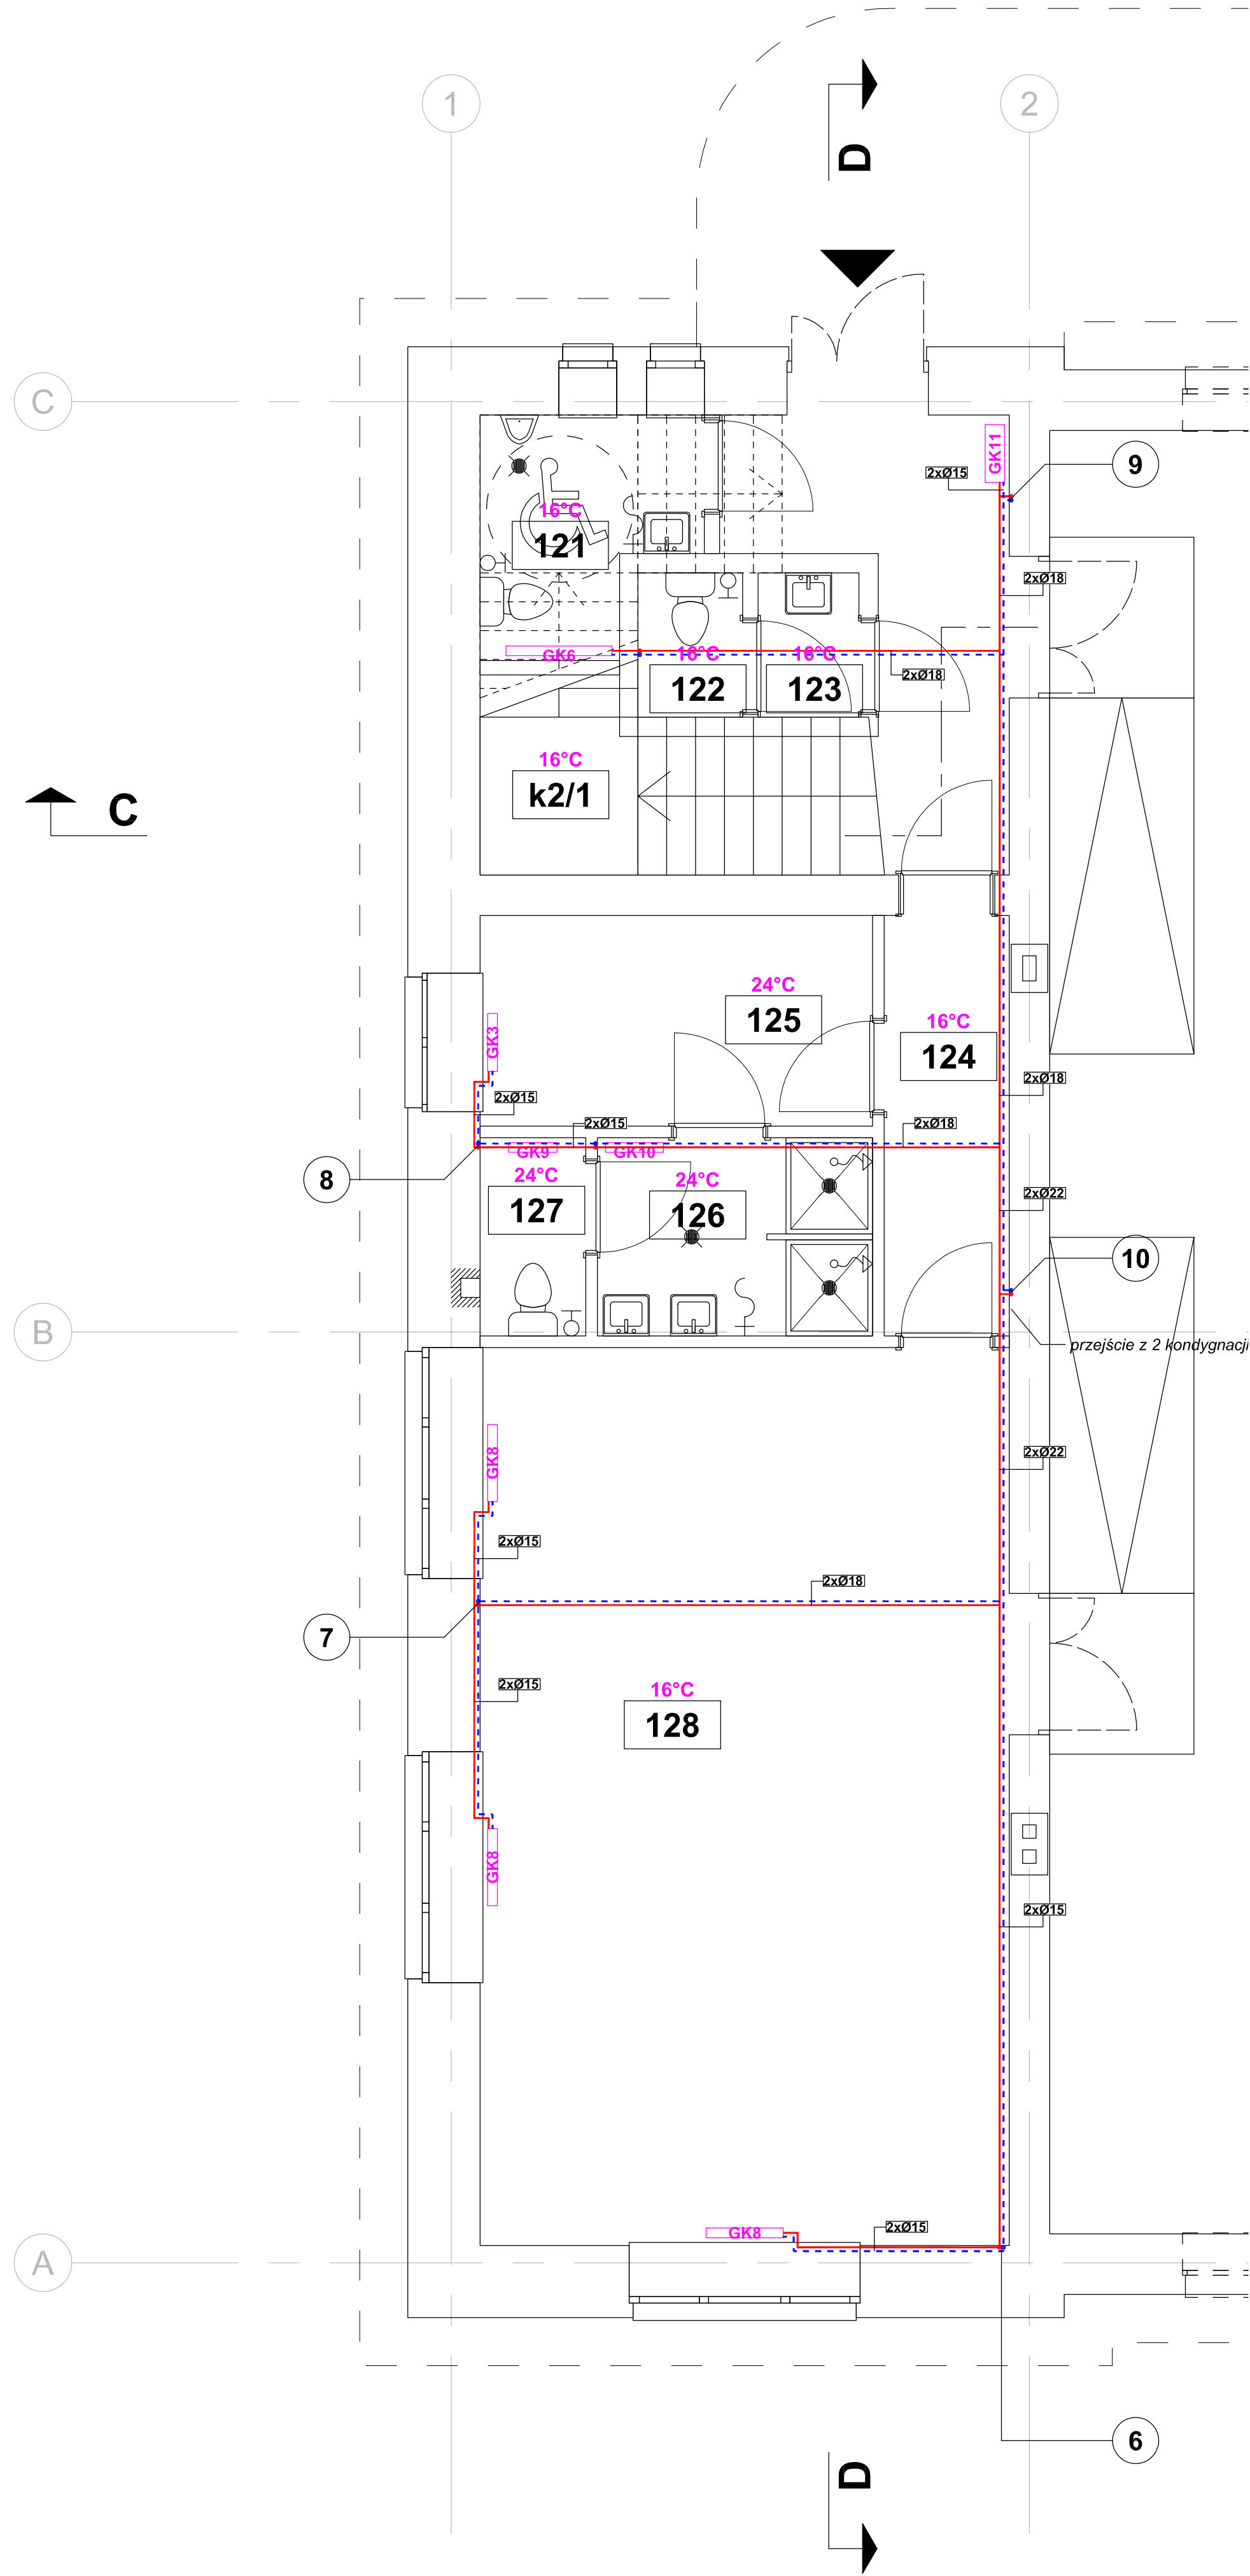 1
2
D
C
9
GK11
2xØ15
16°C
121
2xØ18
GK6
16°C
122
16°C
123
2xØ18
16°C
k2/1
C
24°C
125
16°C
124
GK3
2xØ15
2xØ15
2xØ18
2xØ18
GK9
GK10
8
24°C
127
24°C
126
2xØ22
10
B
przejście z 2 kondygnacji
GK8
2xØ22
2xØ15
2xØ18
7
2xØ15
16°C
128
GK8
2xØ15
2xØ15
GK8
A
6
D